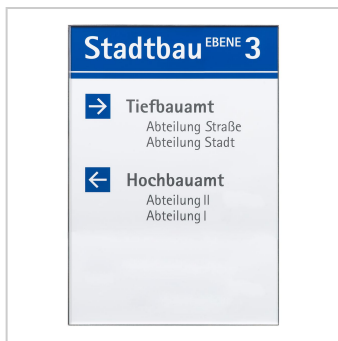 Stadtbau EBENE 3
Tiefbauamt
Abteilung Straße
Abteilung Stadt
Hochbauamt
Abteilung II
Abteilung I